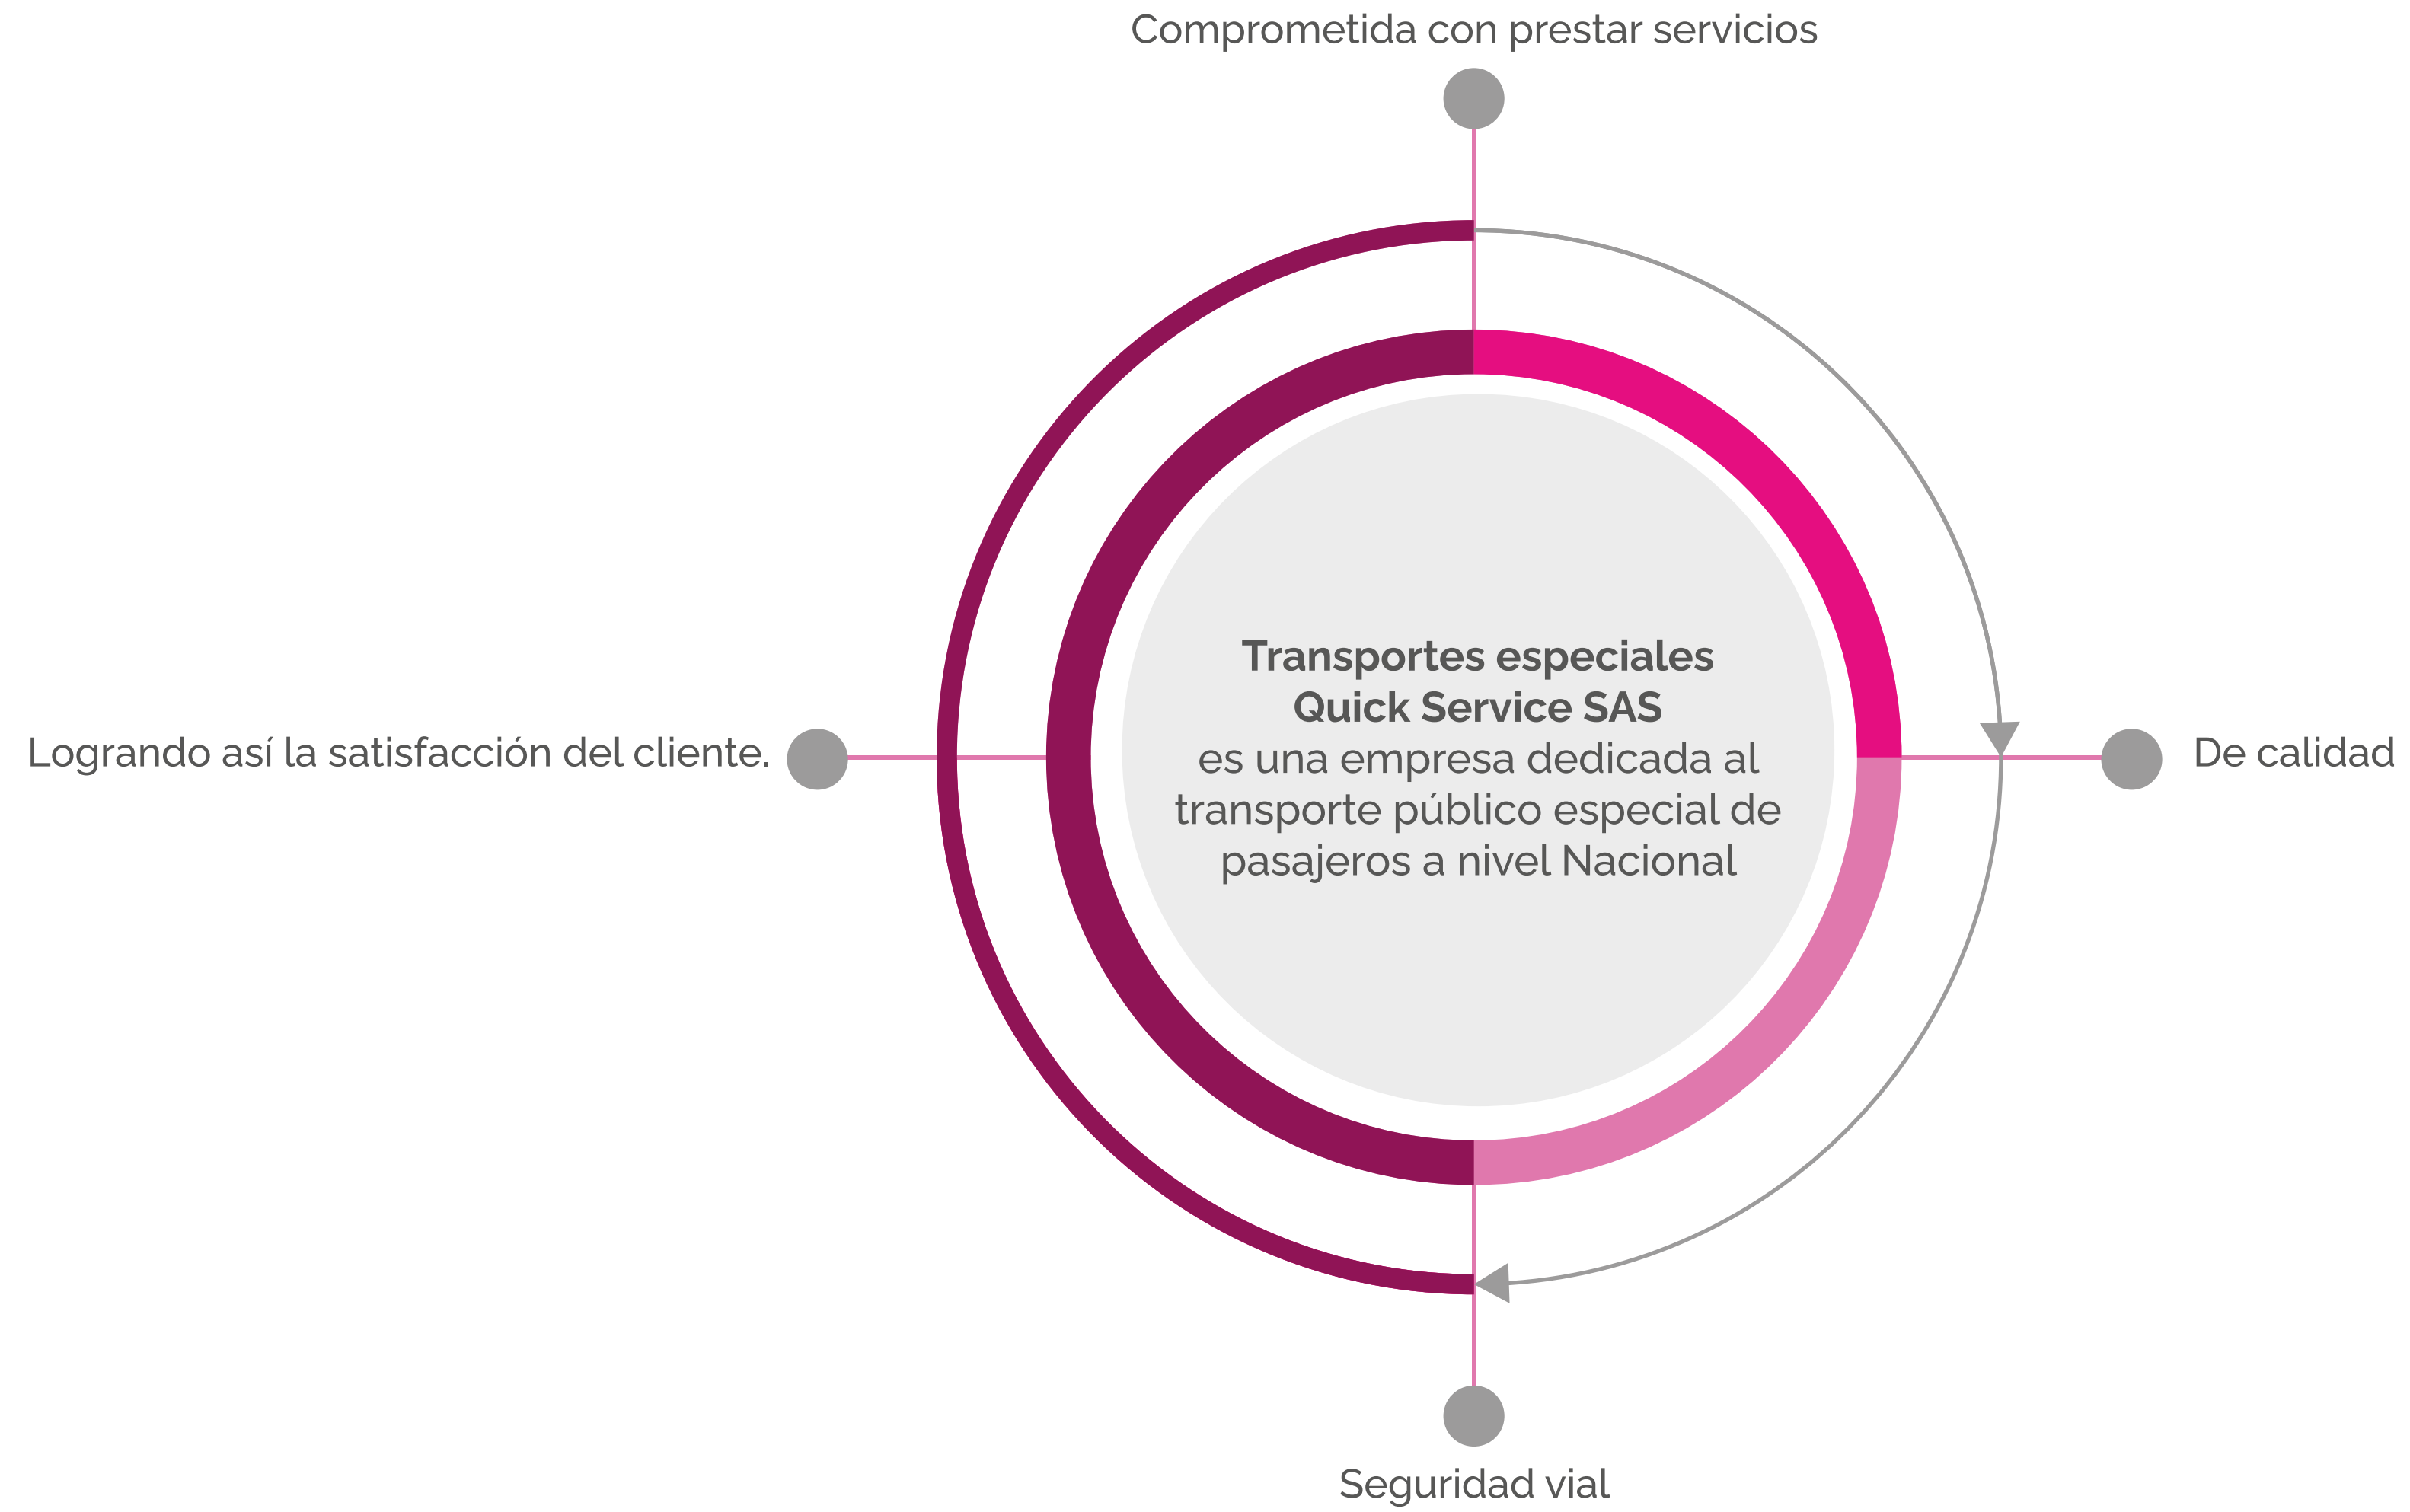 Comprometida con prestar servicios
Transportes especiales
Quick Service SAS
es una empresa dedicada al
transporte público especial de
pasajeros a nivel Nacional
Logrando así la satisfacción del cliente.
De calidad
Seguridad vial